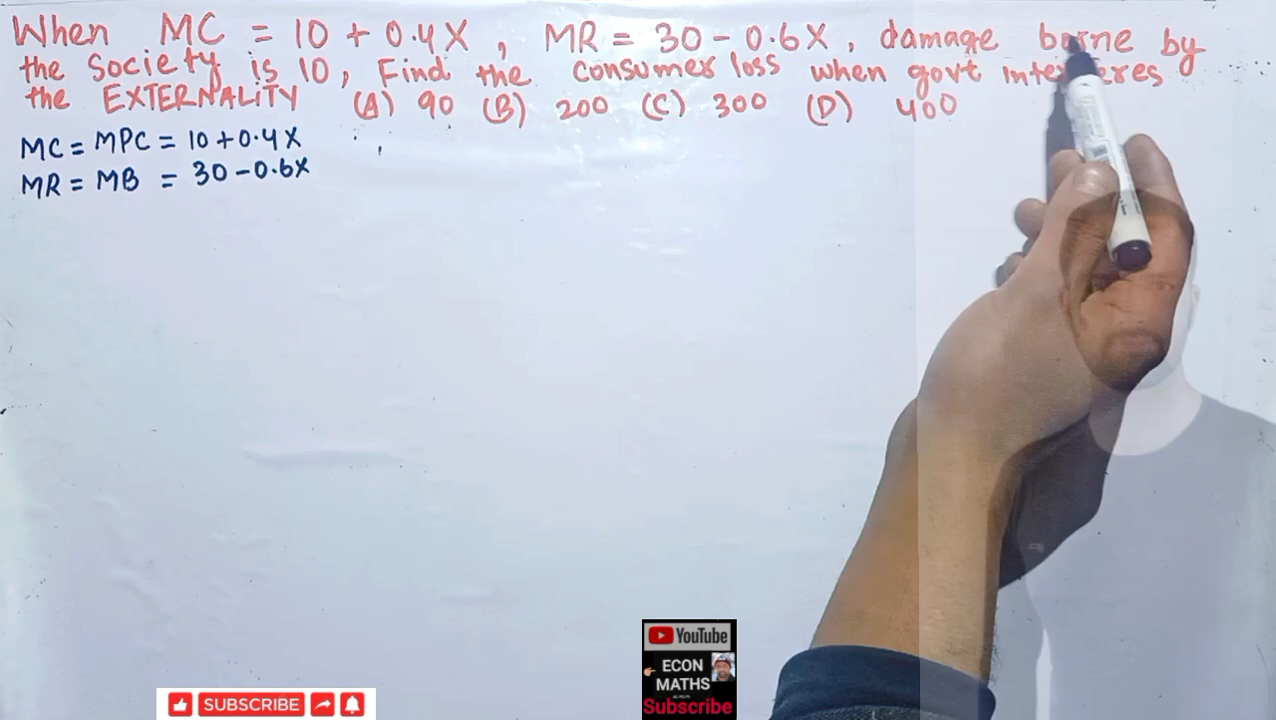 When MC = 10 + 0.4X , MR = 30 - 0.6X , damage borne by
the Society is 10, Find the consumer loss when govt interferes
the EXTERNALITY (A) 90 (B) 200 (C) 300 (D) 400
MC = MPC = 10 + 0.4X
MR = MB = 30 - 0.6X
YouTube
ECON
MATHS
Subscribe
SUBSCRIBE